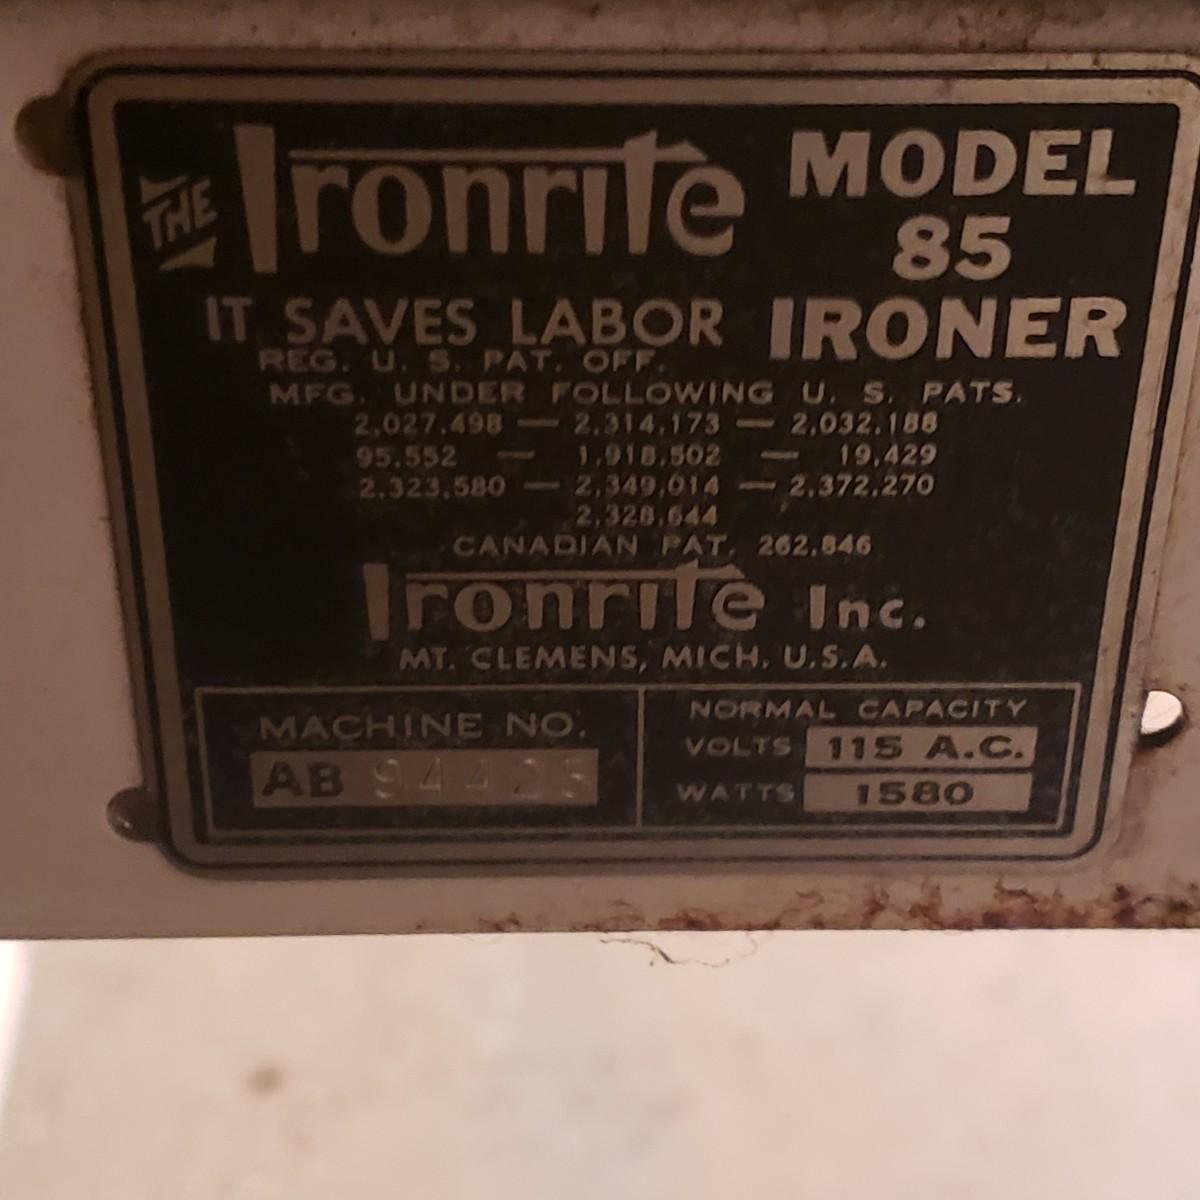 THE Ironrite MODEL
85
IT SAVES LABOR IRONER
REG. U. S. PAT. OFF.
MFG. UNDER FOLLOWING U. S. PATS.
2,027,498 — 2,314,173 — 2,032,188
95,552 — 1,918,502 — 19,429
2,323,580 — 2,349,014 — 2,372,270
2,328,644
CANADIAN PAT. 262,846
Ironrite Inc.
MT. CLEMENS, MICH. U.S.A.
MACHINE NO.
AB
NORMAL CAPACITY
VOLTS 115 A.C.
WATTS 1580